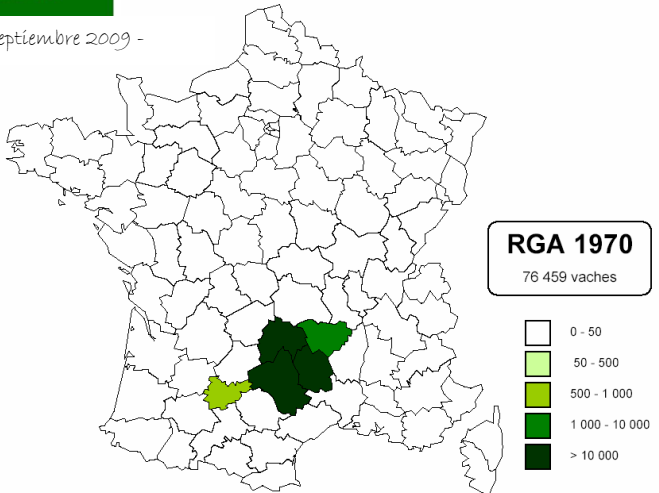 eptiembre 2009 -
RGA 1970
76 459 vaches
0 - 50
50 - 500
500 - 1 000
1 000 - 10 000
> 10 000